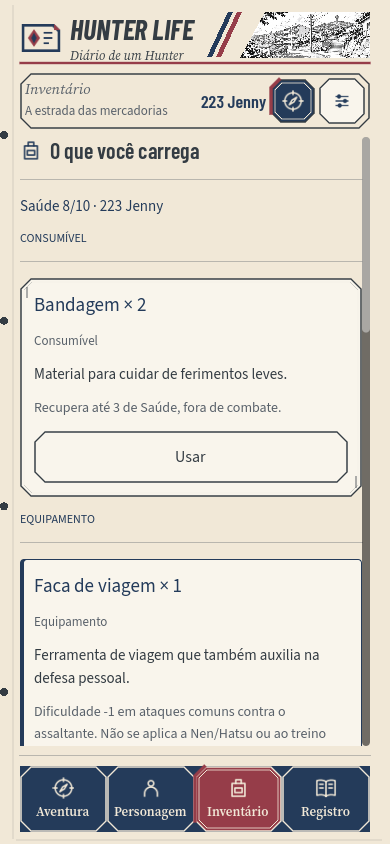 HUNTER LIFE
Diário de um Hunter
Inventário
A estrada das mercadorias
223 Jenny
O que você carrega
Saúde 8/10 · 223 Jenny
CONSUMÍVEL
Bandagem × 2
Consumível
Material para cuidar de ferimentos leves.
Recupera até 3 de Saúde, fora de combate.
Usar
EQUIPAMENTO
Faca de viagem × 1
Equipamento
Ferramenta de viagem que também auxilia na
defesa pessoal.
Dificuldade -1 em ataques comuns contra o
assaltante. Não se aplica a Nen/Hatsu ou ao treino
Aventura
Personagem
Inventário
Registro